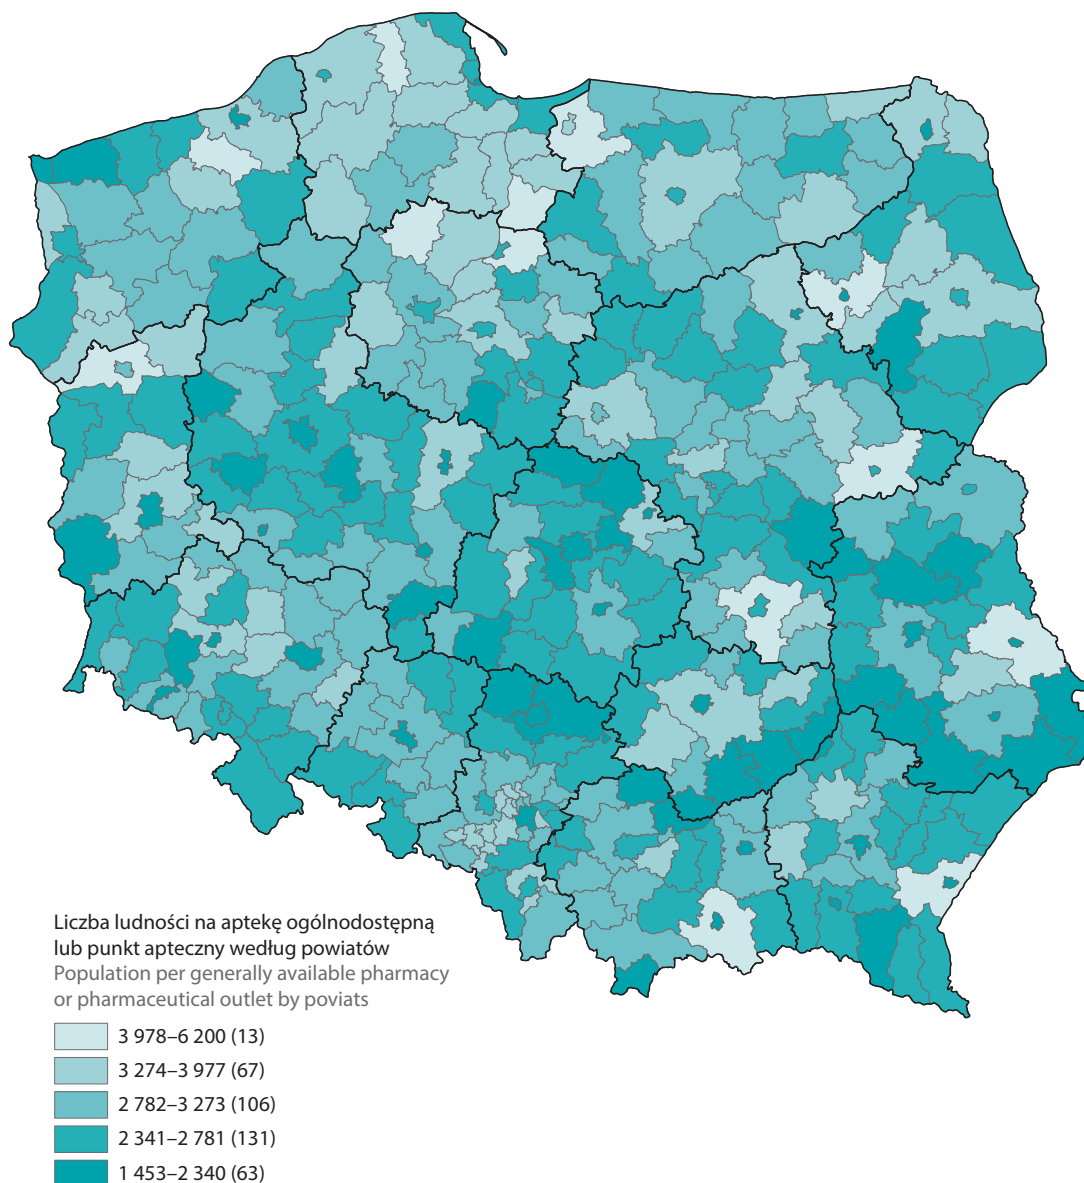 Liczba ludności na aptekę ogólnodostępną
lub punkt apteczny według powiatów
Population per generally available pharmacy
or pharmaceutical outlet by poviats
3 978–6 200 (13)
3 274–3 977 (67)
2 782–3 273 (106)
2 341–2 781 (131)
1 453–2 340 (63)